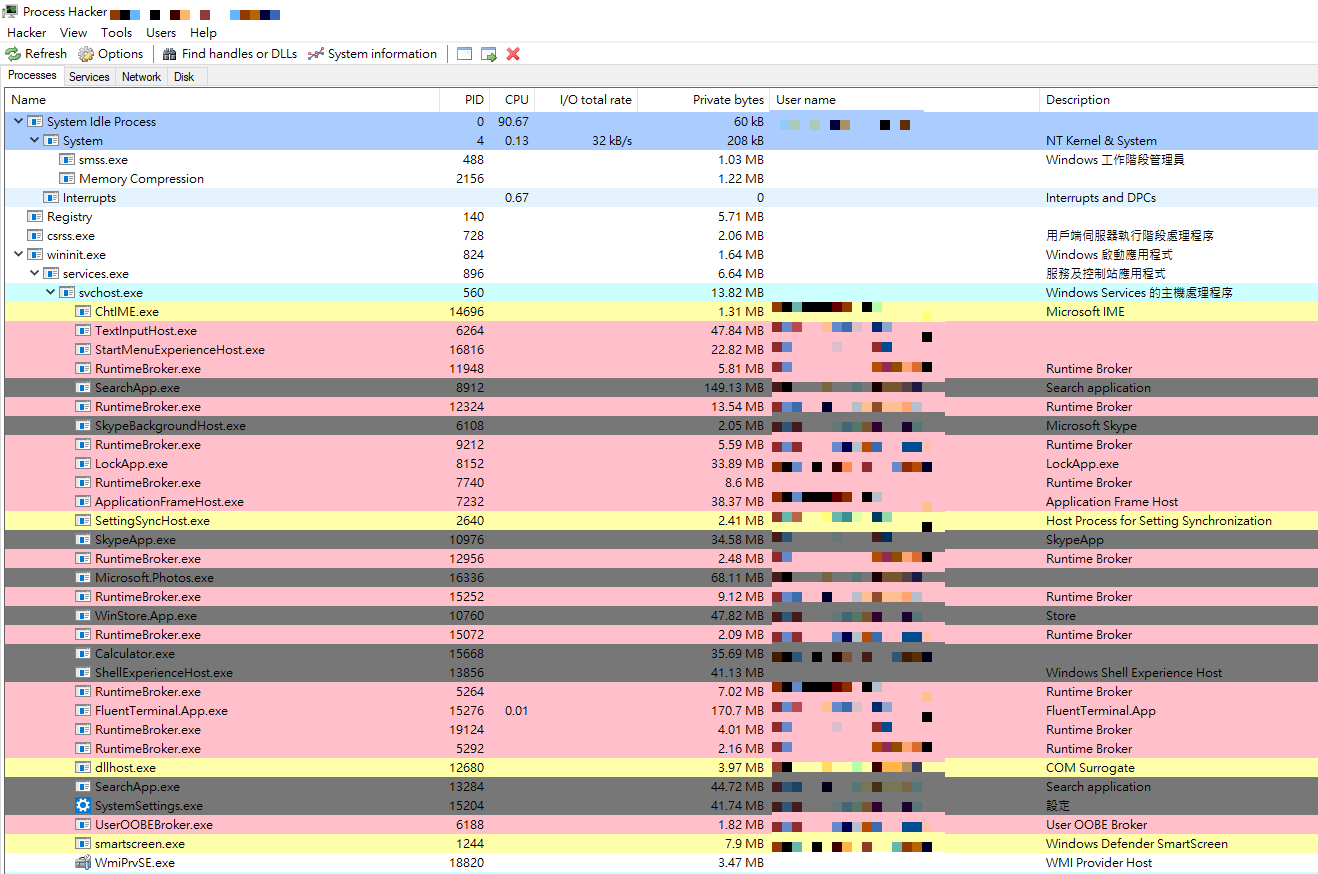 Process Hacker
Hacker View Tools Users Help
Refresh Options Find handles or DLLs System information
Processes Services Network Disk
Name PID CPU I/O total rate Private bytes User name Description
System Idle Process 0 90.67 60 kB
System 4 0.13 32 kB/s 208 kB NT Kernel & System
smss.exe 488 1.03 MB Windows 工作階段管理員
Memory Compression 2156 1.22 MB
Interrupts 0.67 0 Interrupts and DPCs
Registry 140 5.71 MB
csrss.exe 728 2.06 MB 用戶端伺服器執行階段處理程序
wininit.exe 824 1.64 MB Windows 啟動應用程式
services.exe 896 6.64 MB 服務及控制站應用程式
svchost.exe 560 13.82 MB Windows Services 的主機處理程序
ChtIME.exe 14696 1.31 MB Microsoft IME
TextInputHost.exe 6264 47.84 MB
StartMenuExperienceHost.exe 16816 22.82 MB
RuntimeBroker.exe 11948 5.81 MB Runtime Broker
SearchApp.exe 8912 149.13 MB Search application
RuntimeBroker.exe 12324 13.54 MB Runtime Broker
SkypeBackgroundHost.exe 6108 2.05 MB Microsoft Skype
RuntimeBroker.exe 9212 5.59 MB Runtime Broker
LockApp.exe 8152 33.89 MB LockApp.exe
RuntimeBroker.exe 7740 8.6 MB Runtime Broker
ApplicationFrameHost.exe 7232 38.37 MB Application Frame Host
SettingSyncHost.exe 2640 2.41 MB Host Process for Setting Synchronization
SkypeApp.exe 10976 34.58 MB SkypeApp
RuntimeBroker.exe 12956 2.48 MB Runtime Broker
Microsoft.Photos.exe 16336 68.11 MB
RuntimeBroker.exe 15252 9.12 MB Runtime Broker
WinStore.App.exe 10760 47.82 MB Store
RuntimeBroker.exe 15072 2.09 MB Runtime Broker
Calculator.exe 15668 35.69 MB
ShellExperienceHost.exe 13856 41.13 MB Windows Shell Experience Host
RuntimeBroker.exe 5264 7.02 MB Runtime Broker
FluentTerminal.App.exe 15276 0.01 170.7 MB FluentTerminal.App
RuntimeBroker.exe 19124 4.01 MB Runtime Broker
RuntimeBroker.exe 5292 2.16 MB Runtime Broker
dllhost.exe 12680 3.97 MB COM Surrogate
SearchApp.exe 13284 44.72 MB Search application
SystemSettings.exe 15204 41.74 MB 設定
UserOOBEBroker.exe 6188 1.82 MB User OOBE Broker
smartscreen.exe 1244 7.9 MB Windows Defender SmartScreen
WmiPrvSE.exe 18820 3.47 MB WMI Provider Host